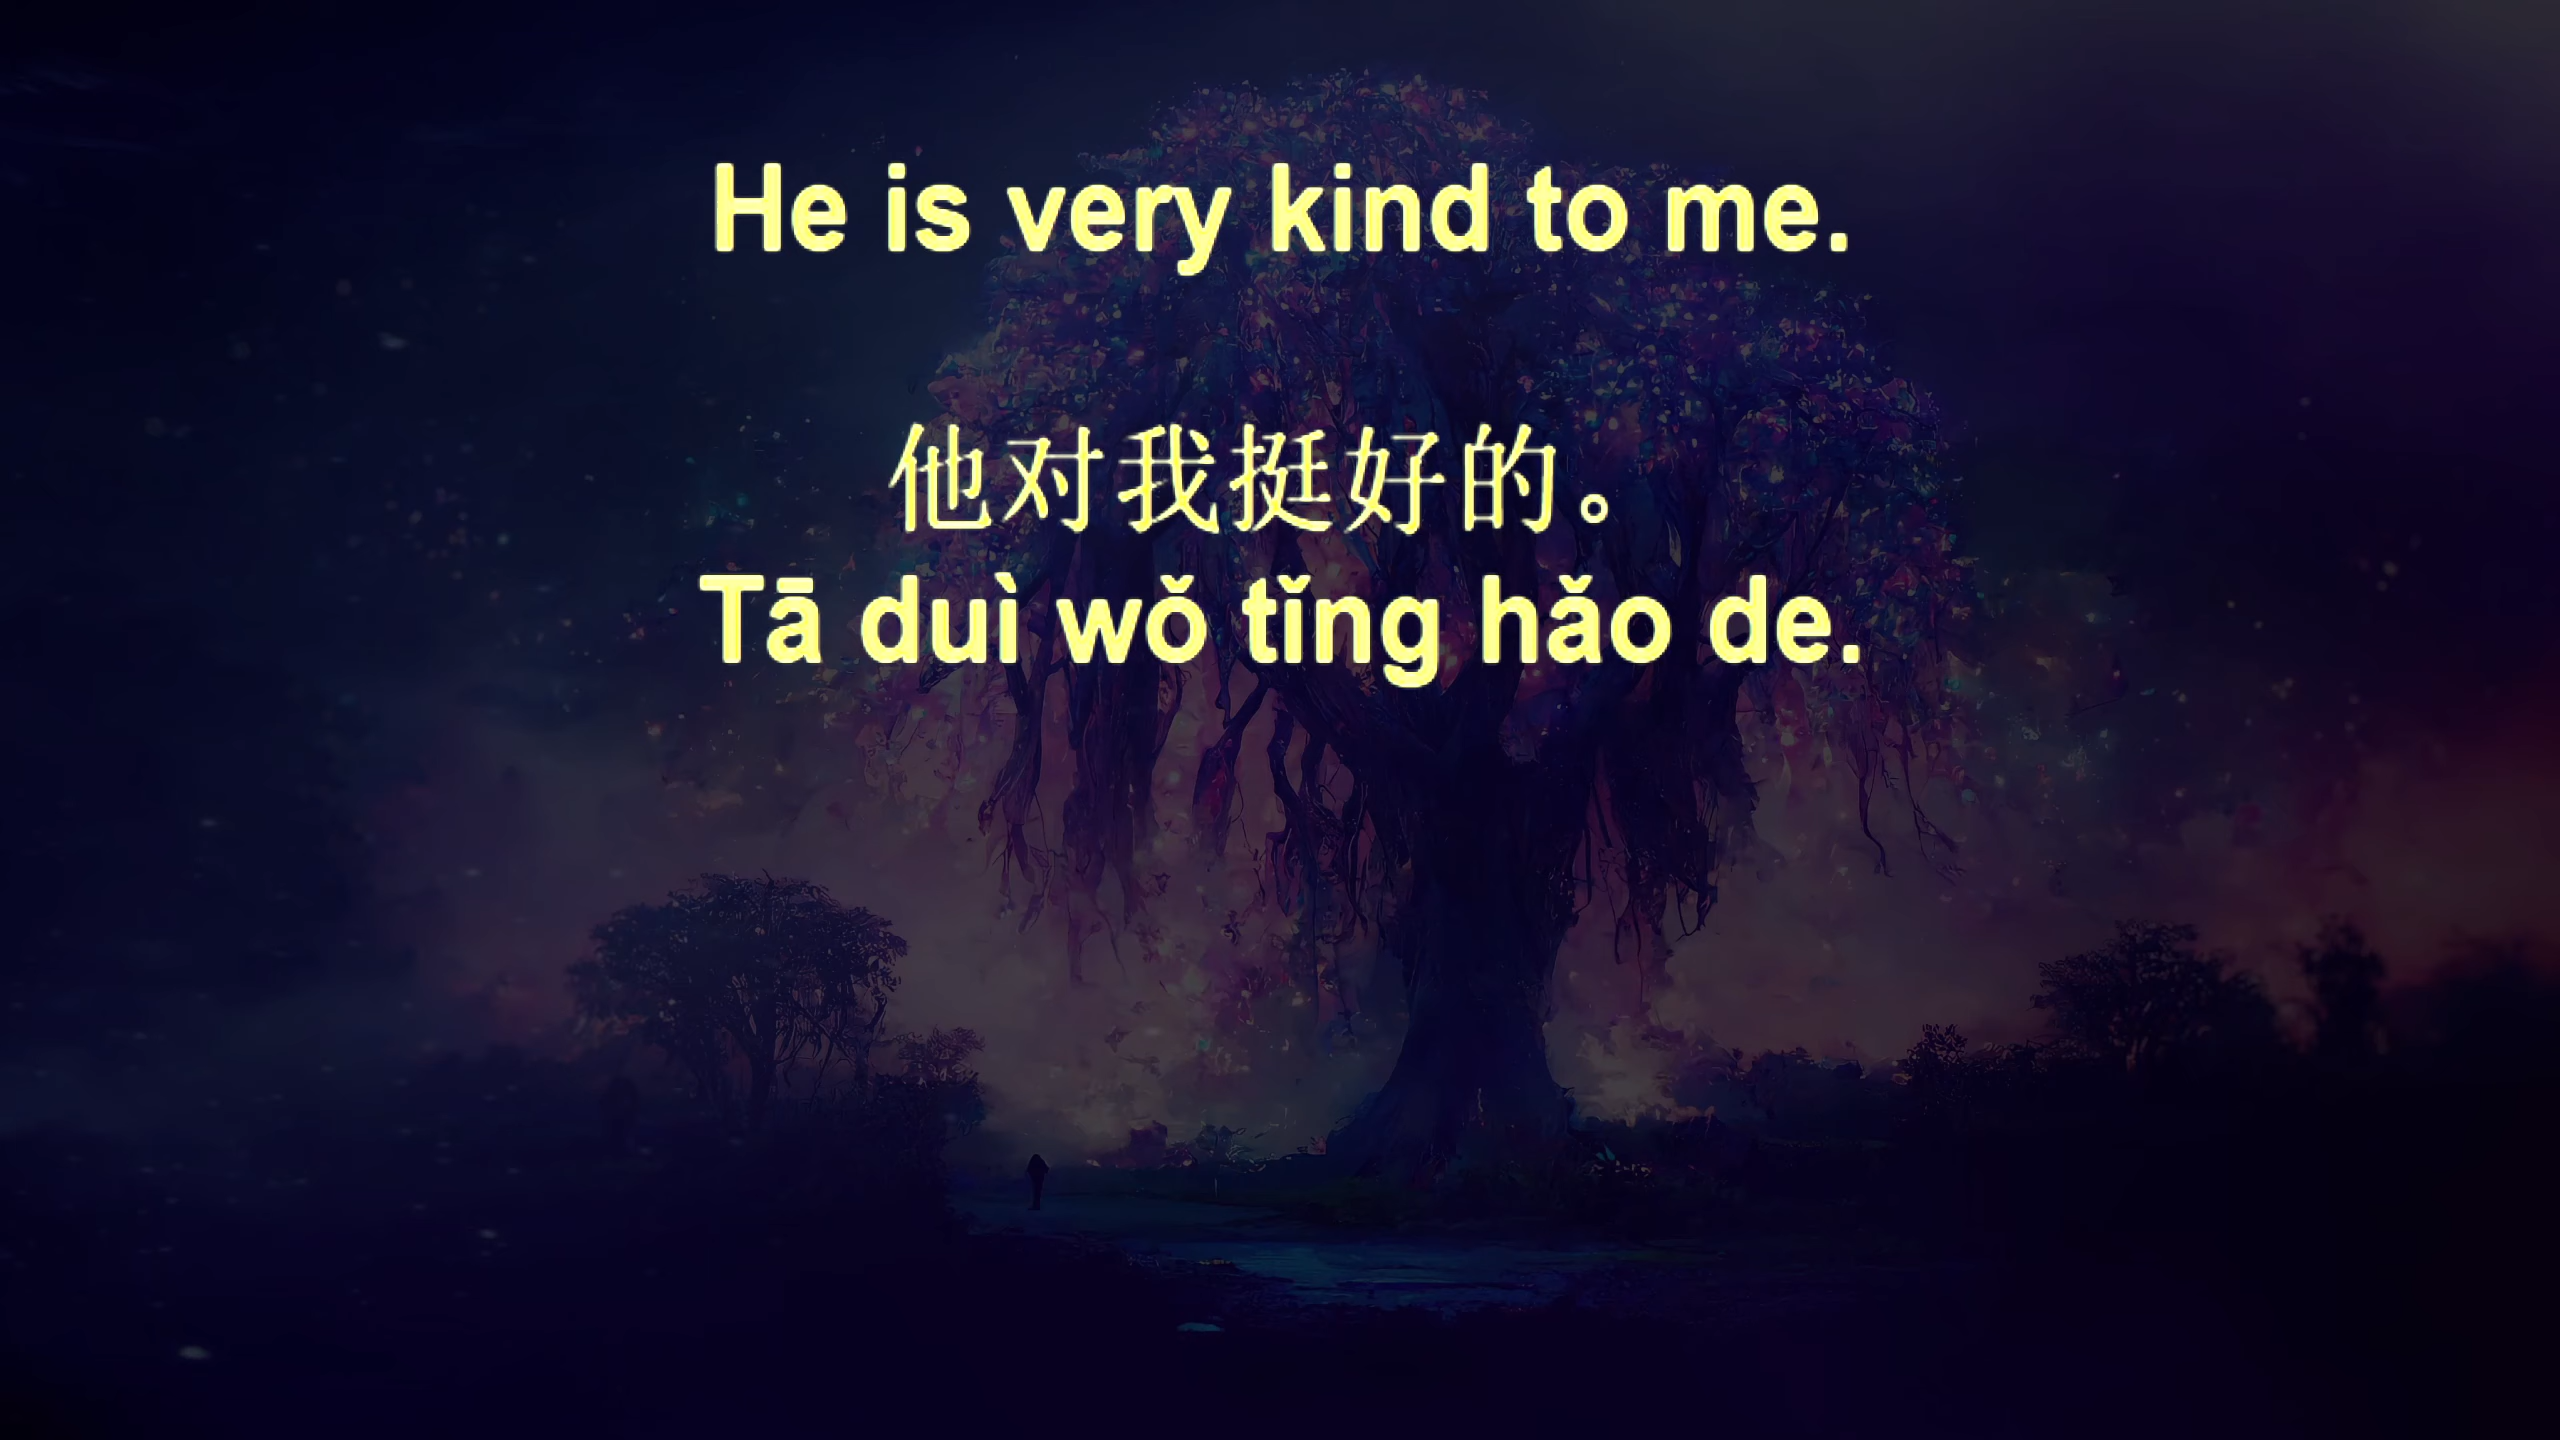 He is very kind to me.
他对我挺好的。
Tā duì wǒ tǐng hǎo de.